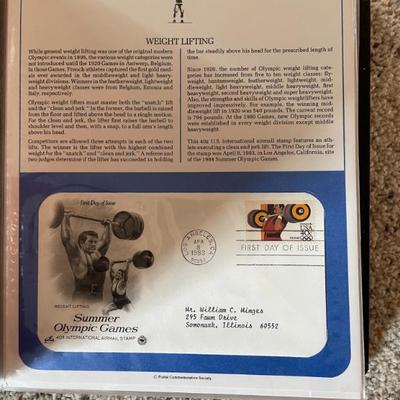 WEIGHT LIFTING
While general weight lifting was one of the original modern
Olympic events in 1896, the various weight categories were
not introduced until the 1920 Games in Antwerp, Belgium.
In those Games, French athletes captured the first gold med-
als ever awarded in the middleweight and light heavy-
weight divisions. Winners in the featherweight, lightweight
and heavyweight classes were from Belgium, Estonia and
Italy, respectively.
Olympic weight lifters must master both the "snatch" lift
and the "clean and jerk." In the former, the barbell is raised
from the floor and lifted above the head in a single motion.
For the clean and jerk, the lifter first raises the barbell to
shoulder level and then, with a snap, to a full arm's length
above his head.
Competitors are allowed three attempts in each of the two
lifts. The winner is the lifter with the highest combined
weight for the "snatch" and "clean and jerk." A referee and
two judges determine if the lifter has succeeded in holding
the bar steadily above his head for the prescribed length of
time.
Since 1928, the number of Olympic weight lifting cate-
gories has increased from five to ten weight classes: fly-
weight, bantamweight, featherweight, lightweight, mid-
dleweight, light heavyweight, middle heavyweight, first
heavyweight, second heavyweight and super heavyweight.
Also, the strengths and skills of Olympic weightlifters have
improved impressively. For example, the winning mid-
dleweight lift in 1920 was 540 pounds. The current record
is 794 pounds. At the 1980 Games, new Olympic records
were established in every weight division except middle
heavyweight.
This 40¢ U.S. international airmail stamp features an ath-
lete executing a clean and jerk lift. The First Day of Issue for
the stamp was April 8, 1983, in Los Angeles, California, site
of the 1984 Summer Olympic Games.
First Day of Issue
WEIGHT LIFTING
Summer
Olympic Games
40¢ INTERNATIONAL AIRMAIL STAMP
LOS ANGELES, CA
APR
8
1983
USA
40c
FIRST DAY OF ISSUE
Mr. William C. Minges
295 Fawn Drive
Somonauk, Illinois 60552
© Postal Commemorative Society